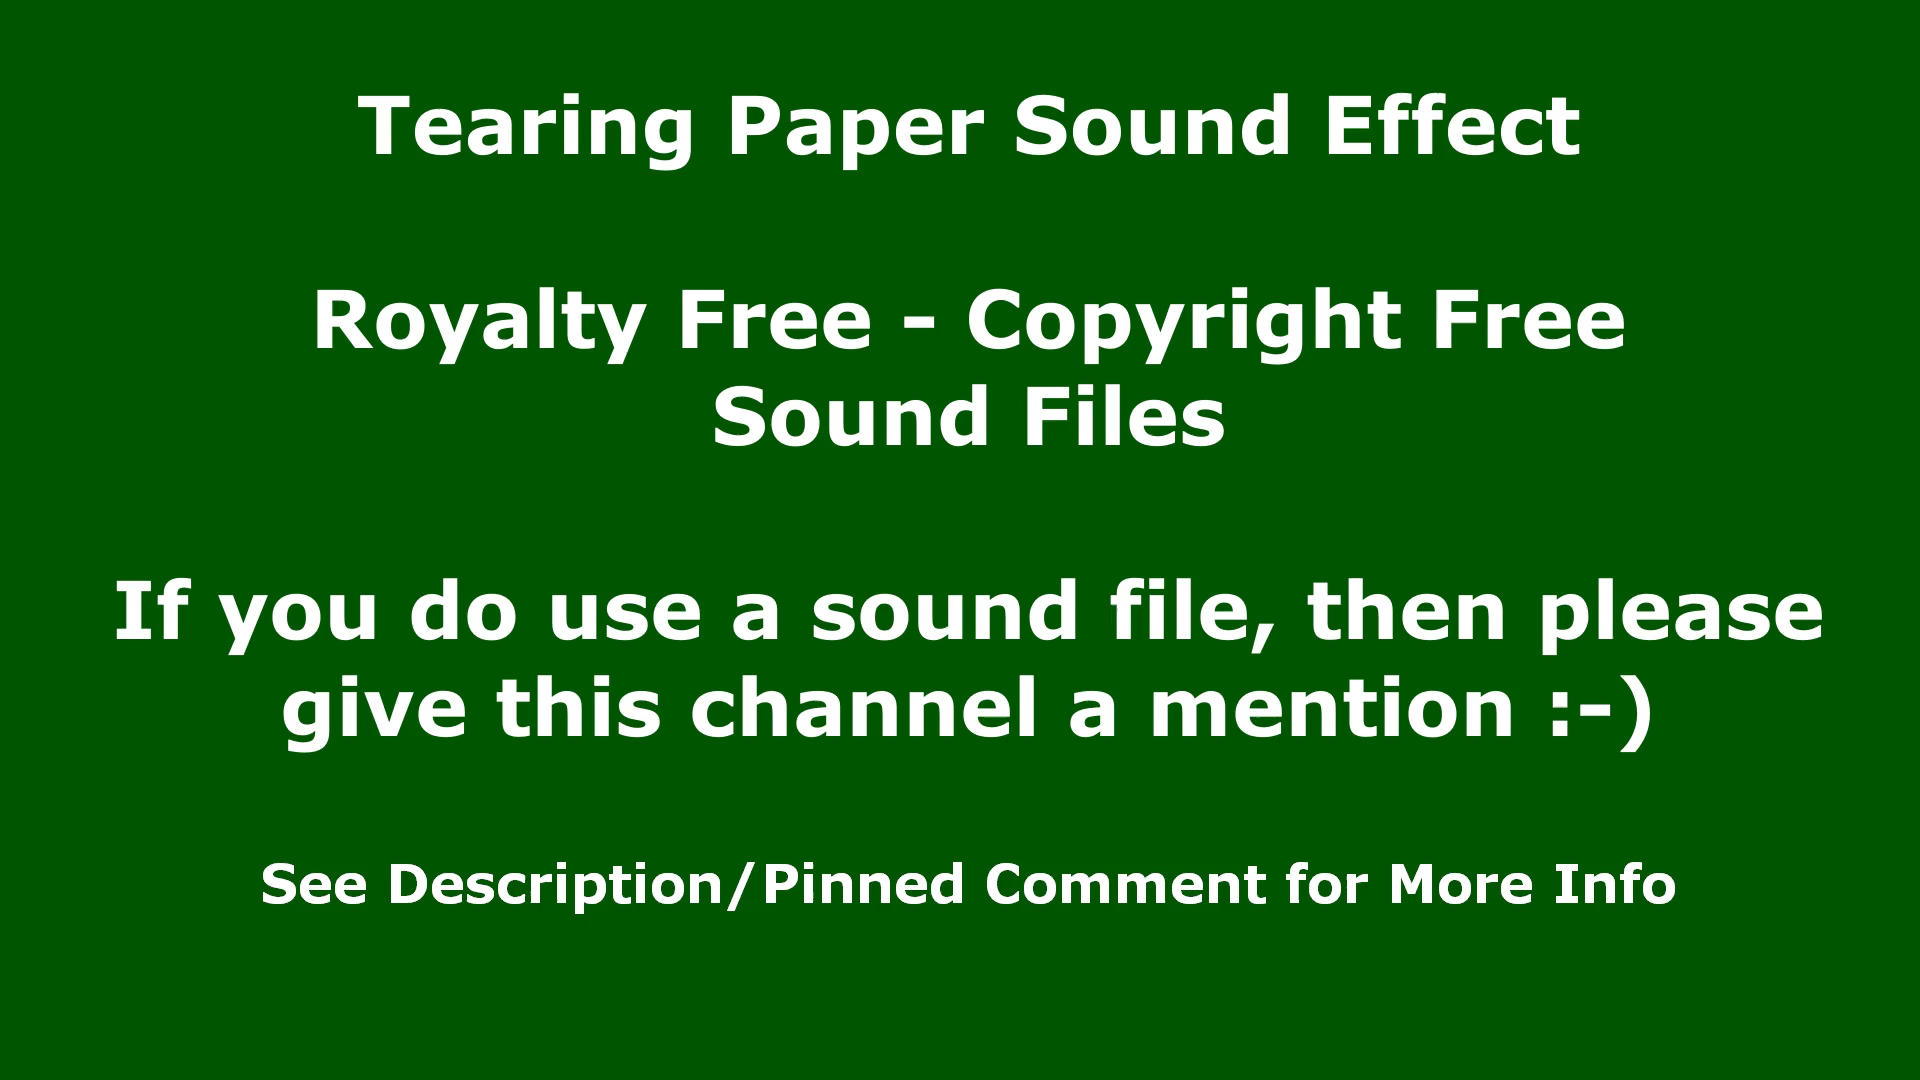 Tearing Paper Sound Effect
Royalty Free - Copyright Free
Sound Files
If you do use a sound file, then please
give this channel a mention :-)
See Description/Pinned Comment for More Info